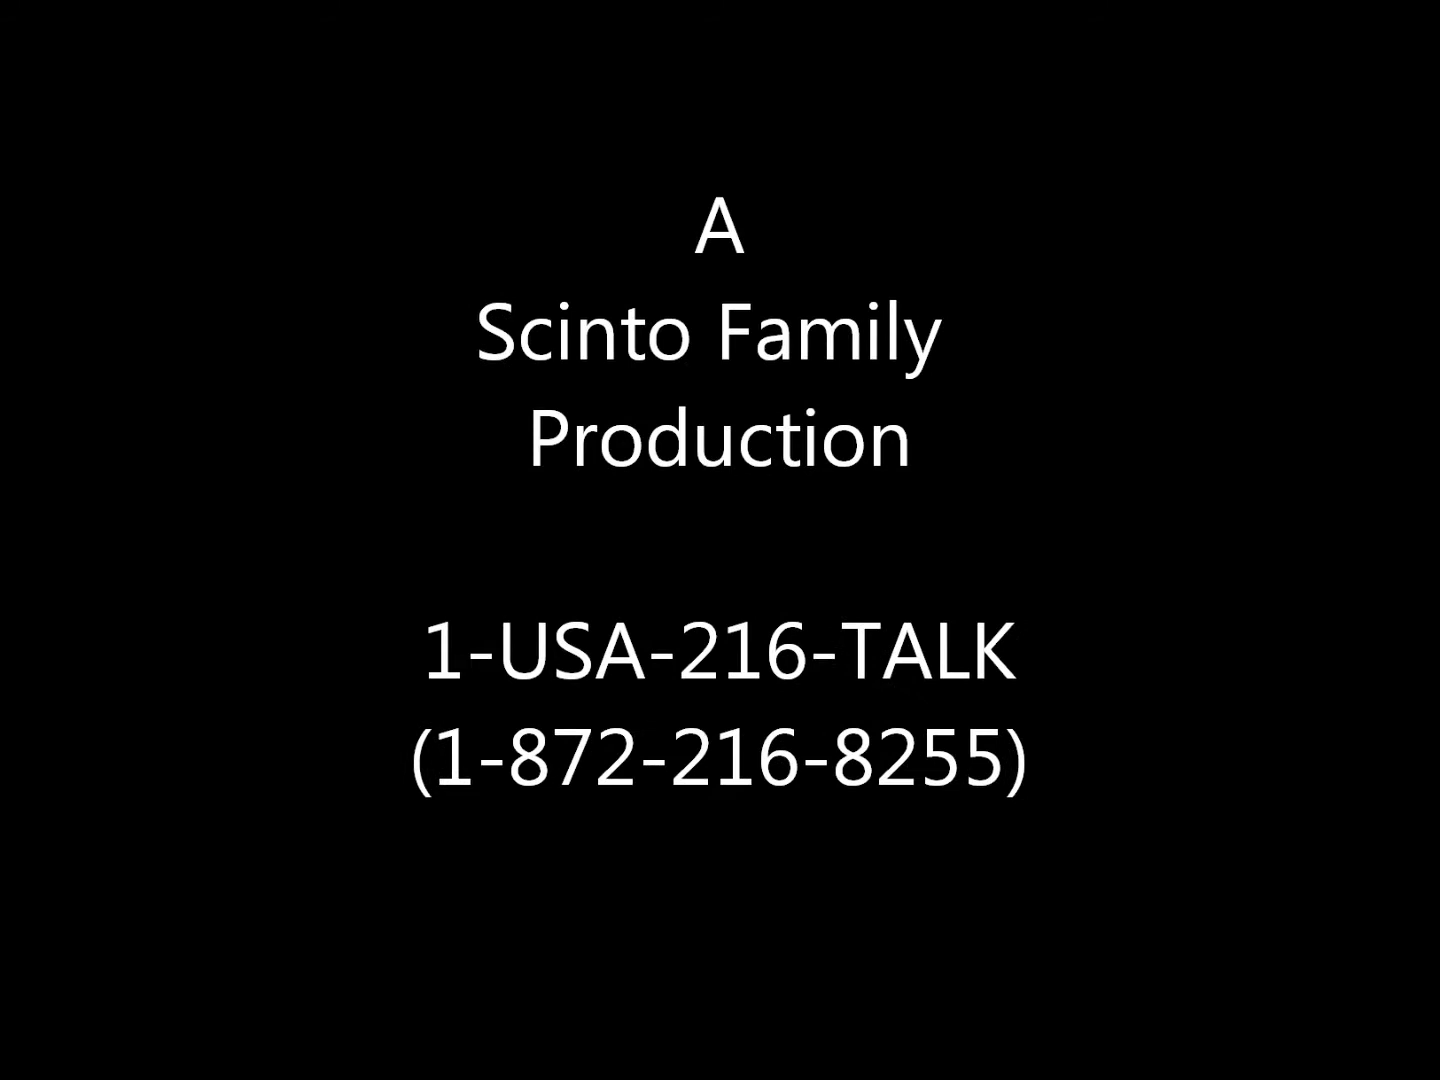 A
Scinto Family
Production
1-USA-216-TALK
(1-872-216-8255)